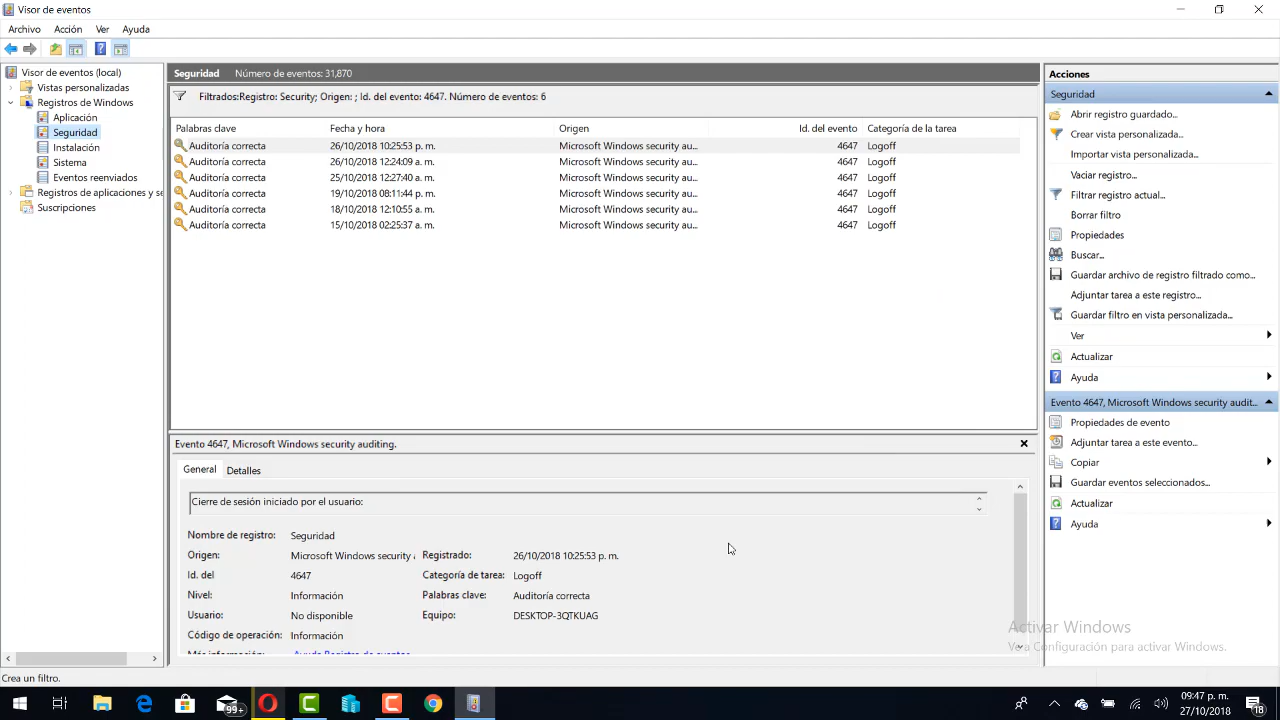 Visor de eventos
Archivo Acción Ver Ayuda
Visor de eventos (local)
Vistas personalizadas
Registros de Windows
Aplicación
Seguridad
Instalación
Sistema
Eventos reenviados
Registros de aplicaciones y se
Suscripciones
Seguridad Número de eventos: 31,870
Filtrados:Registro: Security; Origen: ; Id. del evento: 4647. Número de eventos: 6
Palabras clave Fecha y hora Origen Id. del evento Categoría de la tarea
Auditoría correcta 26/10/2018 10:25:53 p. m. Microsoft Windows security au... 4647 Logoff
Auditoría correcta 26/10/2018 12:24:09 a. m. Microsoft Windows security au... 4647 Logoff
Auditoría correcta 25/10/2018 12:27:40 a. m. Microsoft Windows security au... 4647 Logoff
Auditoría correcta 19/10/2018 08:11:44 p. m. Microsoft Windows security au... 4647 Logoff
Auditoría correcta 18/10/2018 12:10:55 a. m. Microsoft Windows security au... 4647 Logoff
Auditoría correcta 15/10/2018 02:25:37 a. m. Microsoft Windows security au... 4647 Logoff
Evento 4647, Microsoft Windows security auditing.
General Detalles
Cierre de sesión iniciado por el usuario:
Nombre de registro: Seguridad
Origen: Microsoft Windows security Registrado: 26/10/2018 10:25:53 p. m.
Id. del 4647 Categoría de tarea: Logoff
Nivel: Información Palabras clave: Auditoría correcta
Usuario: No disponible Equipo: DESKTOP-3QTKUAG
Código de operación: Información
Más información: Ayuda Registro de eventos
Acciones
Seguridad
Abrir registro guardado...
Crear vista personalizada...
Importar vista personalizada...
Vaciar registro...
Filtrar registro actual...
Borrar filtro
Propiedades
Buscar...
Guardar archivo de registro filtrado como...
Adjuntar tarea a este registro...
Guardar filtro en vista personalizada...
Ver
Actualizar
Ayuda
Evento 4647, Microsoft Windows security audit...
Propiedades de evento
Adjuntar tarea a este evento...
Copiar
Guardar eventos seleccionados...
Actualizar
Ayuda
Activar Windows
Ve a Configuración para activar Windows.
Crea un filtro.
99+
09:47 p. m.
27/10/2018
18